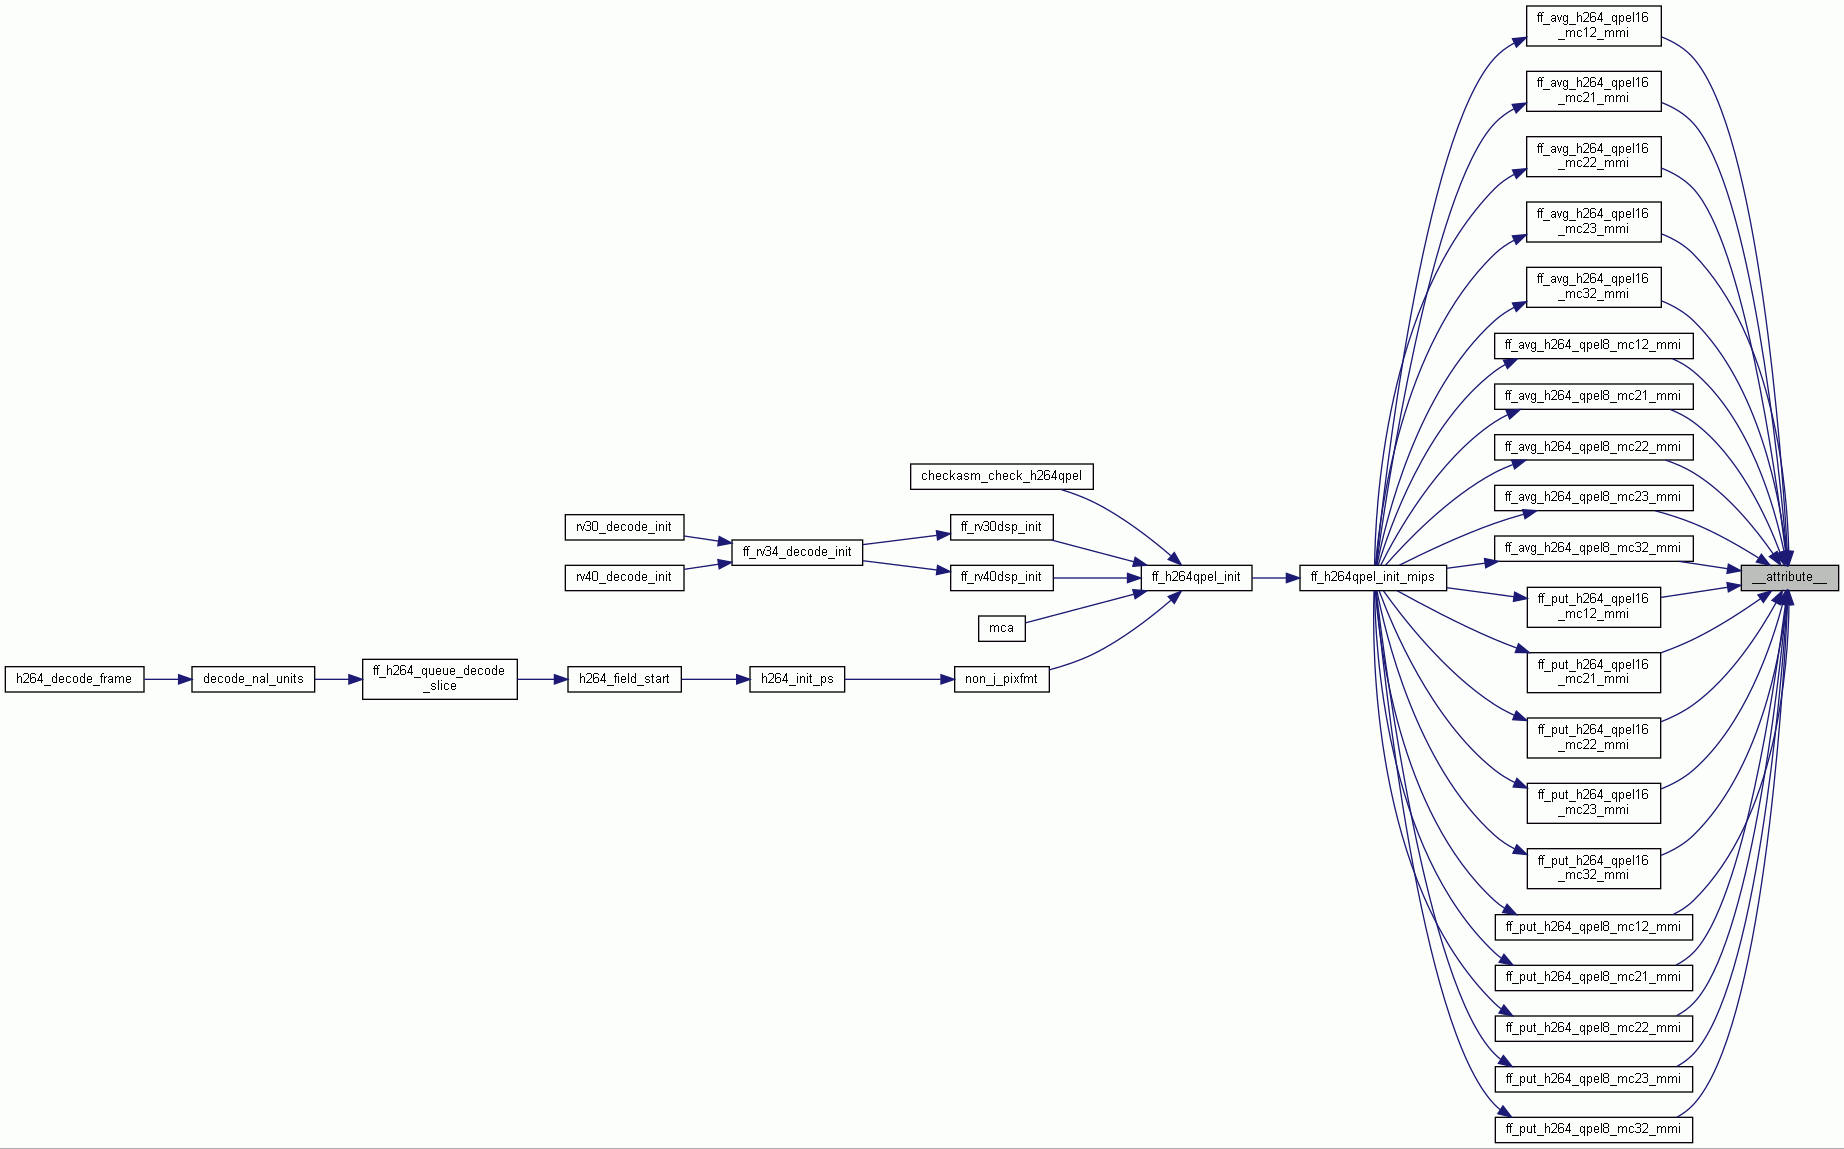 ff_avg_h264_qpel16
_mc12_mmi
ff_avg_h264_qpel16
_mc21_mmi
ff_avg_h264_qpel16
_mc22_mmi
ff_avg_h264_qpel16
_mc23_mmi
ff_avg_h264_qpel16
_mc32_mmi
ff_avg_h264_qpel8_mc12_mmi
ff_avg_h264_qpel8_mc21_mmi
ff_avg_h264_qpel8_mc22_mmi
checkasm_check_h264qpel
ff_avg_h264_qpel8_mc23_mmi
rv30_decode_init
ff_rv30dsp_init
ff_rv34_decode_init
ff_avg_h264_qpel8_mc32_mmi
rv40_decode_init
ff_rv40dsp_init
ff_h264qpel_init
ff_h264qpel_init_mips
__attribute__
ff_put_h264_qpel16
_mc12_mmi
mca
h264_decode_frame
decode_nal_units
ff_h264_queue_decode
_slice
h264_field_start
h264_init_ps
non_j_pixfmt
ff_put_h264_qpel16
_mc21_mmi
ff_put_h264_qpel16
_mc22_mmi
ff_put_h264_qpel16
_mc23_mmi
ff_put_h264_qpel16
_mc32_mmi
ff_put_h264_qpel8_mc12_mmi
ff_put_h264_qpel8_mc21_mmi
ff_put_h264_qpel8_mc22_mmi
ff_put_h264_qpel8_mc23_mmi
ff_put_h264_qpel8_mc32_mmi